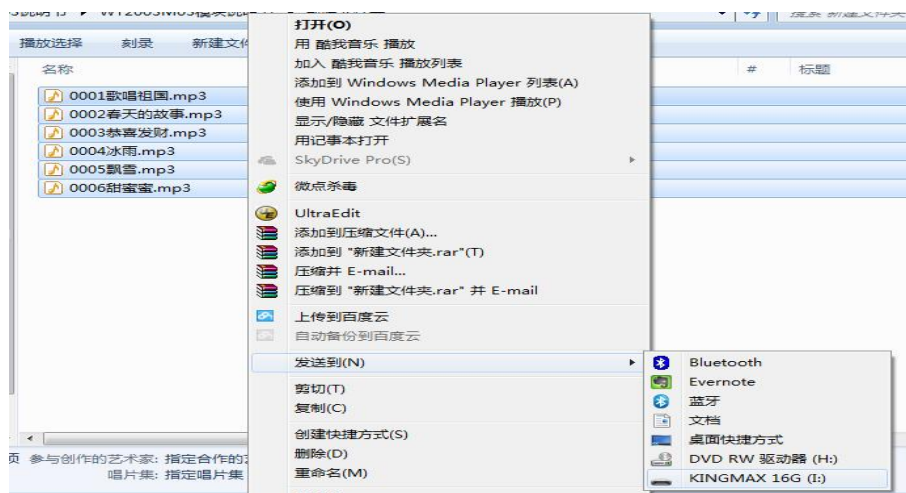 搜索 新建文件夹
播放选择 刻录 新建文件
名称 # 标题
0001歌唱祖国.mp3
0002春天的故事.mp3
0003恭喜发财.mp3
0004冰雨.mp3
0005飘雪.mp3
0006甜蜜蜜.mp3
打开(O)
用 酷我音乐 播放
加入 酷我音乐 播放列表
添加到 Windows Media Player 列表(A)
使用 Windows Media Player 播放(P)
显示/隐藏 文件扩展名
用记事本打开
SkyDrive Pro(S)
微点杀毒
UltraEdit
添加到压缩文件(A)...
添加到 "新建文件夹.rar"(T)
压缩并 E-mail...
压缩到 "新建文件夹.rar" 并 E-mail
上传到百度云
自动备份到百度云
发送到(N)
剪切(T)
复制(C)
创建快捷方式(S)
删除(D)
重命名(M)
Bluetooth
Evernote
蓝牙
文档
桌面快捷方式
DVD RW 驱动器 (H:)
KINGMAX 16G (I:)
页 参与创作的艺术家: 指定合作的
唱片集: 指定唱片集